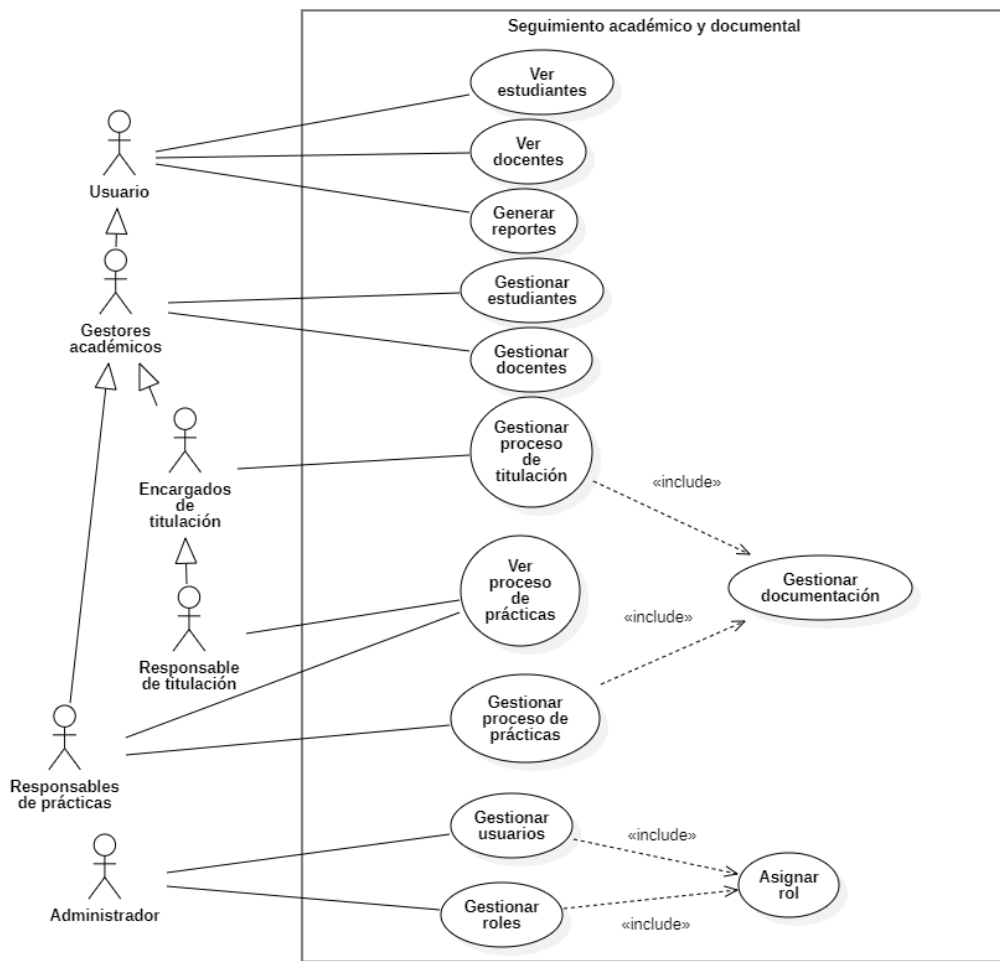 Seguimiento académico y documental
Ver
estudiantes
Ver
docentes
Usuario
Generar
reportes
Gestionar
estudiantes
Gestores
académicos
Gestionar
docentes
Gestionar
proceso
de
titulación
«include»
Encargados
de
titulación
Ver
proceso
de
prácticas
Gestionar
documentación
«include»
Responsable
de titulación
Gestionar
proceso de
prácticas
Responsables
de prácticas
Gestionar
usuarios
«include»
Asignar
rol
Administrador
Gestionar
roles
«include»